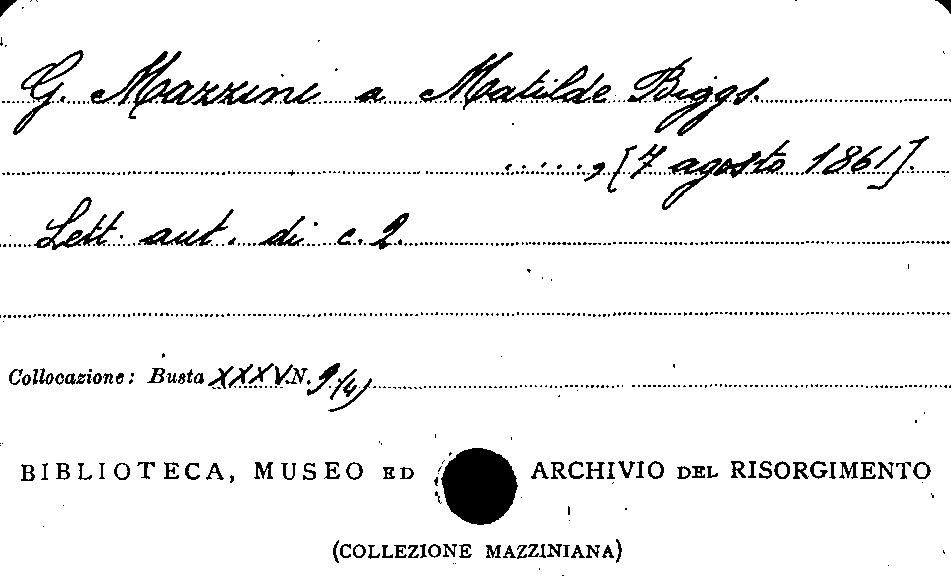 G. Mazzini a Matilde Biggs.
....., [7 agosto 1861].
Lett. aut. di c. 2.
Collocazione: Busta XXXV N. 9 (4)
BIBLIOTECA, MUSEO ED ARCHIVIO DEL RISORGIMENTO
(COLLEZIONE MAZZINIANA)